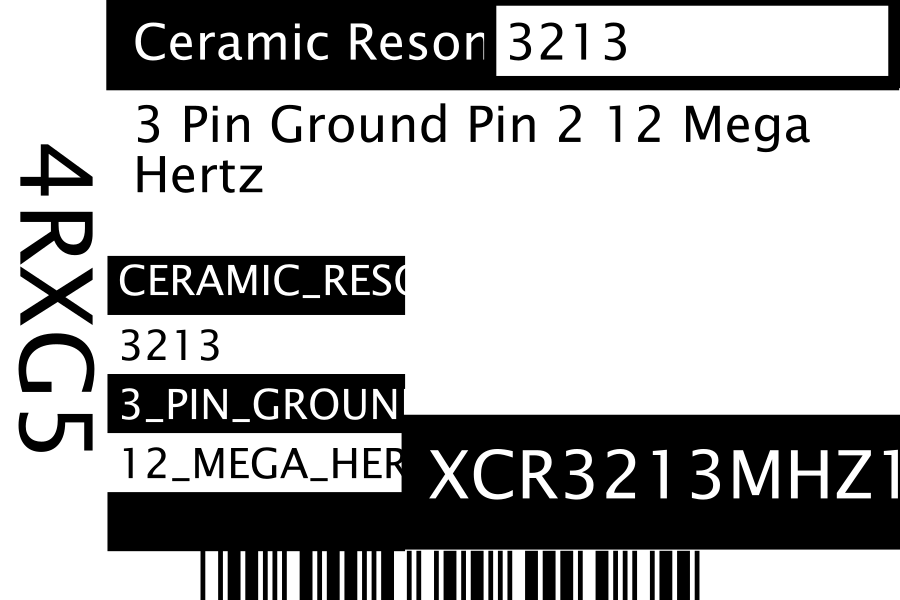 Ceramic Reson 3213
3 Pin Ground Pin 2 12 Mega
Hertz
4RXG5
CERAMIC_RESO
3213
3_PIN_GROUN
12_MEGA_HER
XCR3213MHZ1